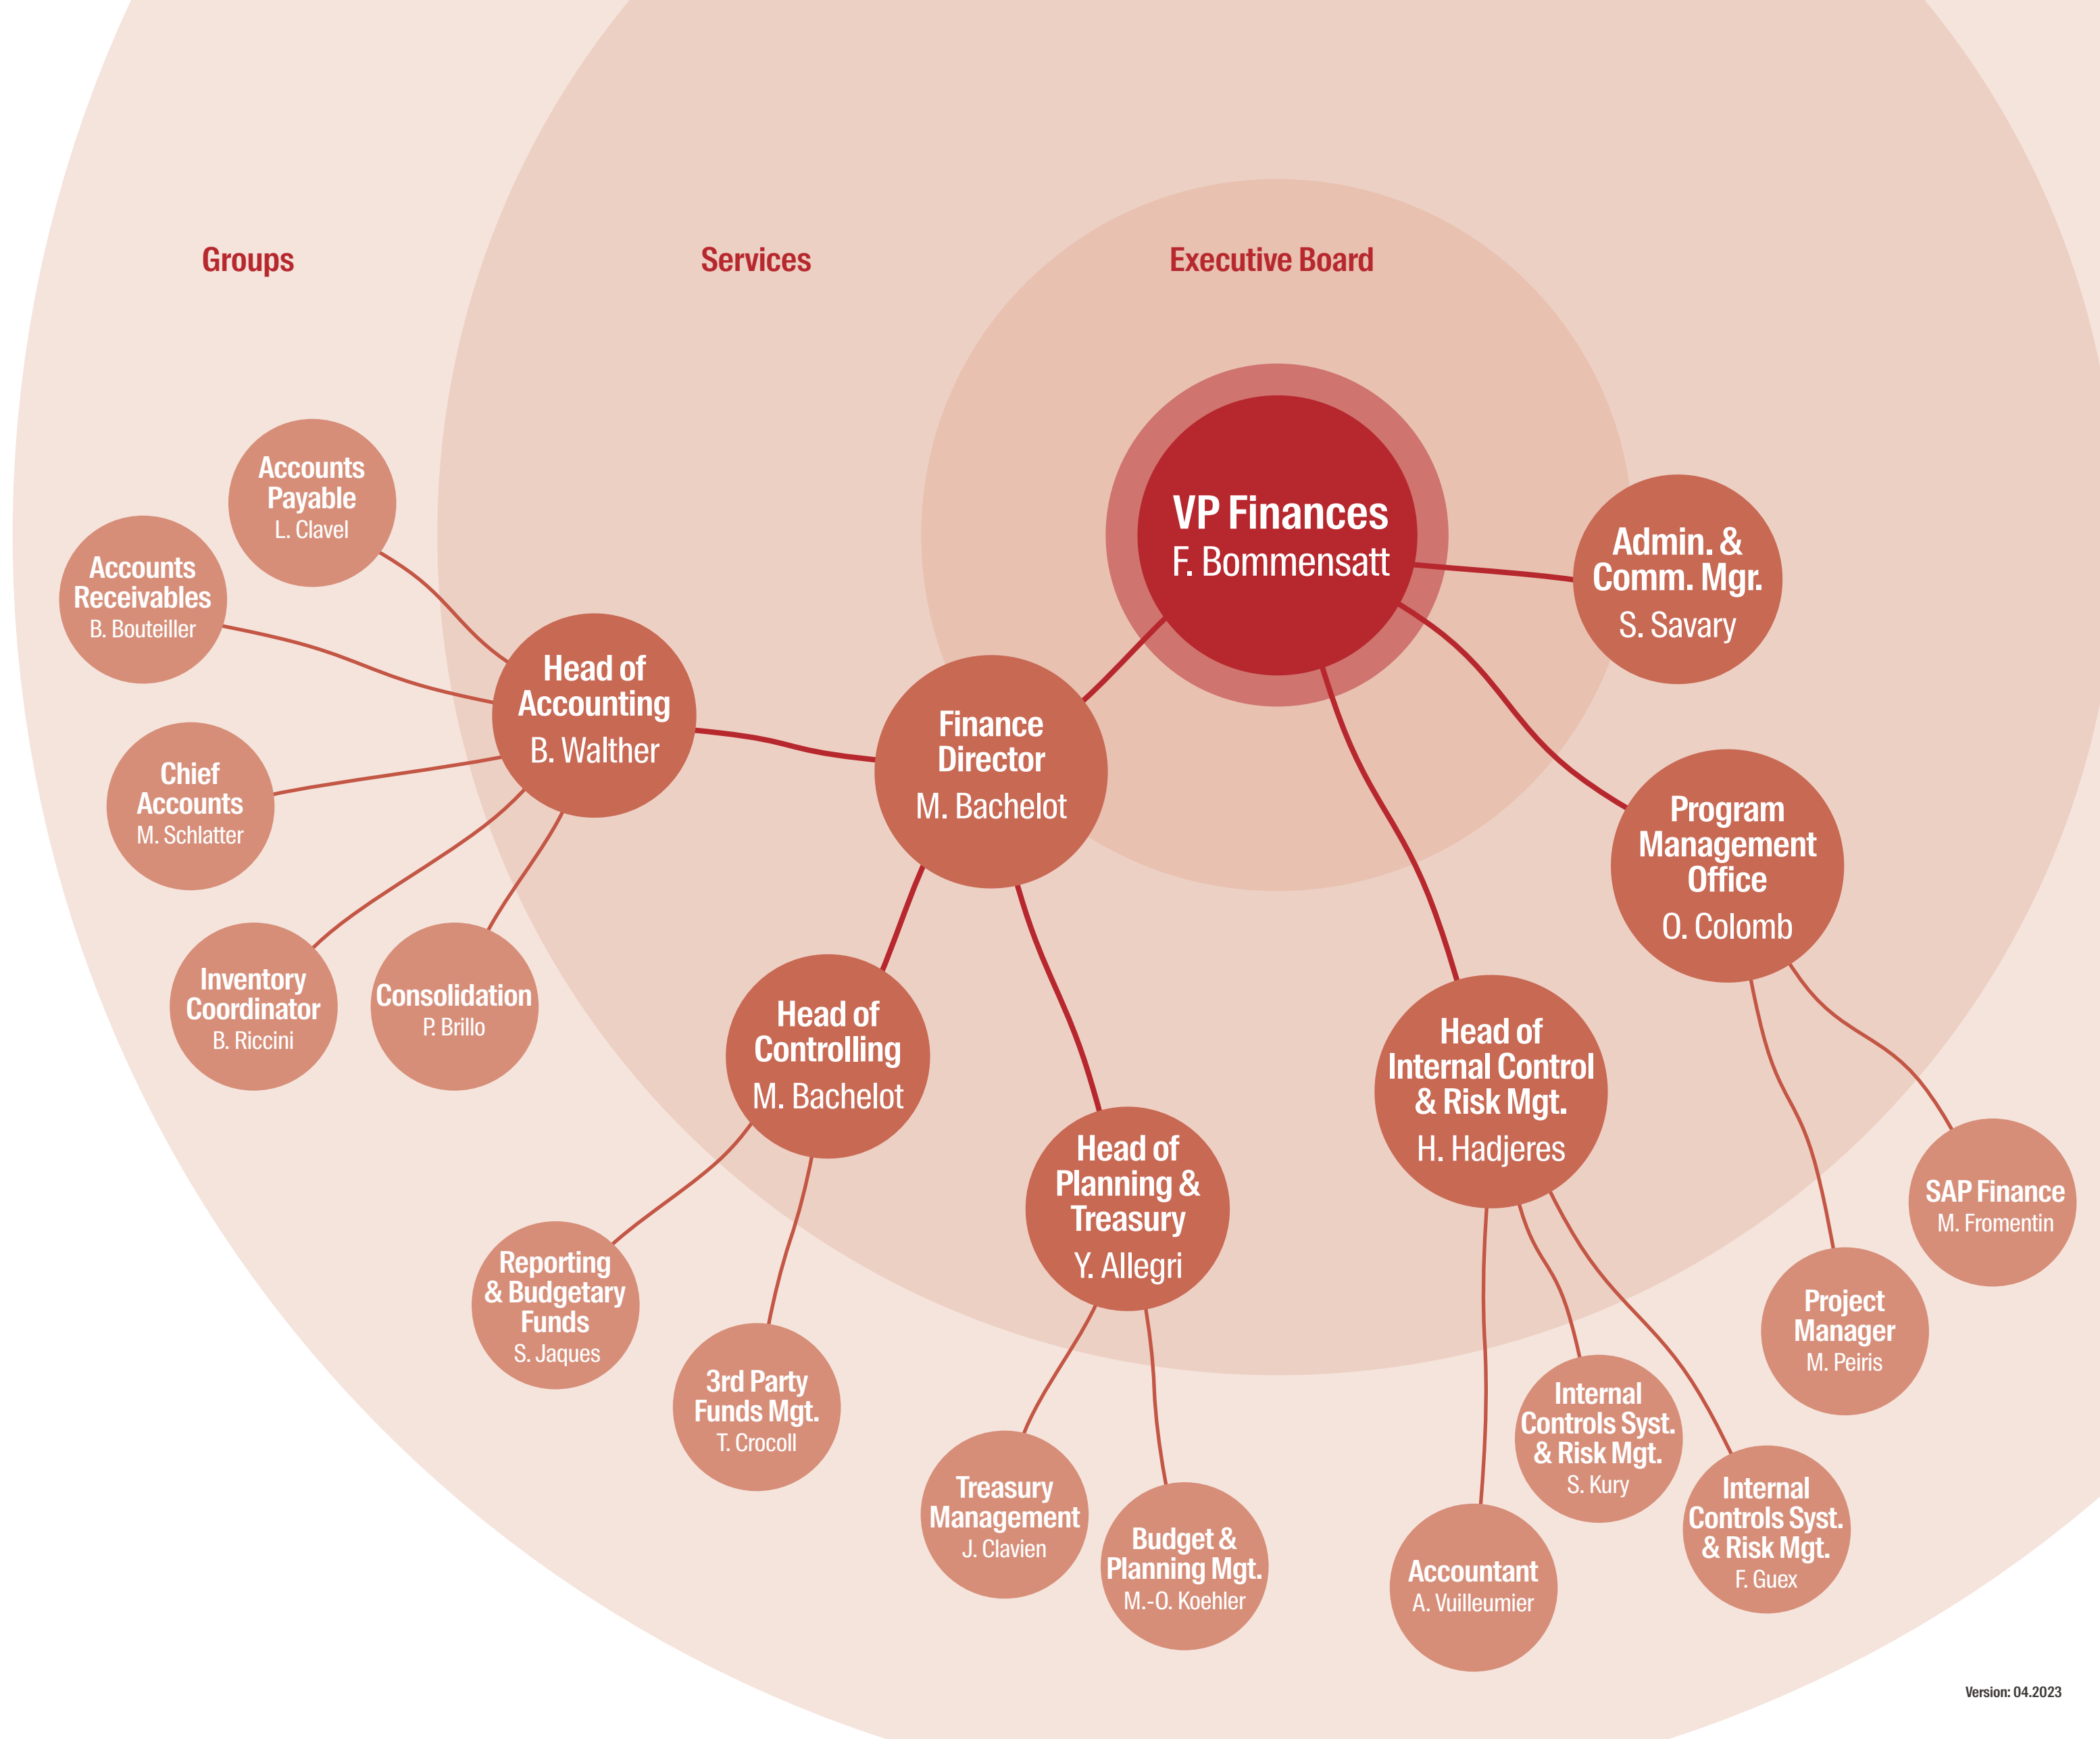 Groups
Services
Executive Board
VP Finances
F. Bommensatt
Admin. &
Comm. Mgr.
S. Savary
Accounts
Payable
L. Clavel
Accounts
Receivables
B. Bouteiller
Head of
Accounting
B. Walther
Finance
Director
M. Bachelot
Chief
Accounts
M. Schlatter
Program
Management
Office
O. Colomb
Inventory
Coordinator
B. Riccini
Consolidation
P. Brillo
Head of
Controlling
M. Bachelot
Head of
Internal Control
& Risk Mgt.
H. Hadjeres
Head of
Planning &
Treasury
Y. Allegri
SAP Finance
M. Fromentin
Reporting
& Budgetary
Funds
S. Jaques
Project
Manager
M. Peiris
3rd Party
Funds Mgt.
T. Crocoll
Internal
Controls Syst.
& Risk Mgt.
S. Kury
Treasury
Management
J. Clavien
Internal
Controls Syst.
& Risk Mgt.
F. Guex
Budget &
Planning Mgt.
M.-O. Koehler
Accountant
A. Vuilleumier
Version: 04.2023